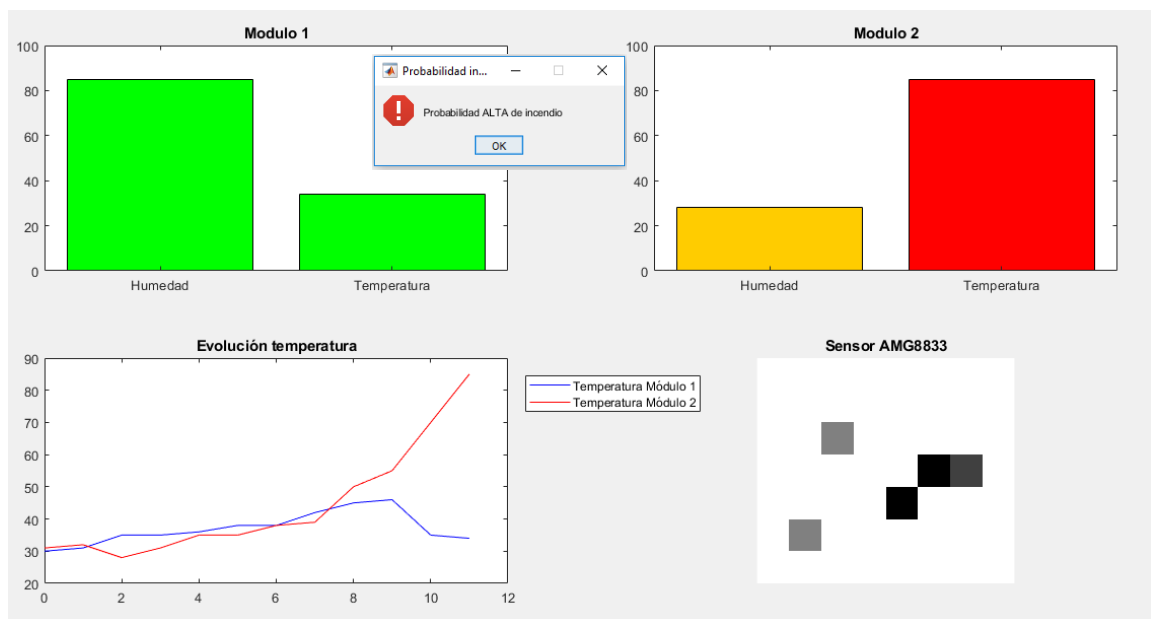 Modulo 1
100
80
60
40
20
0
Humedad
Temperatura
Probabilidad in...
Probabilidad ALTA de incendio
OK
Modulo 2
100
80
60
40
20
0
Humedad
Temperatura
Evolución temperatura
90
80
70
60
50
40
30
20
0
2
4
6
8
10
12
Temperatura Módulo 1
Temperatura Módulo 2
Sensor AMG8833